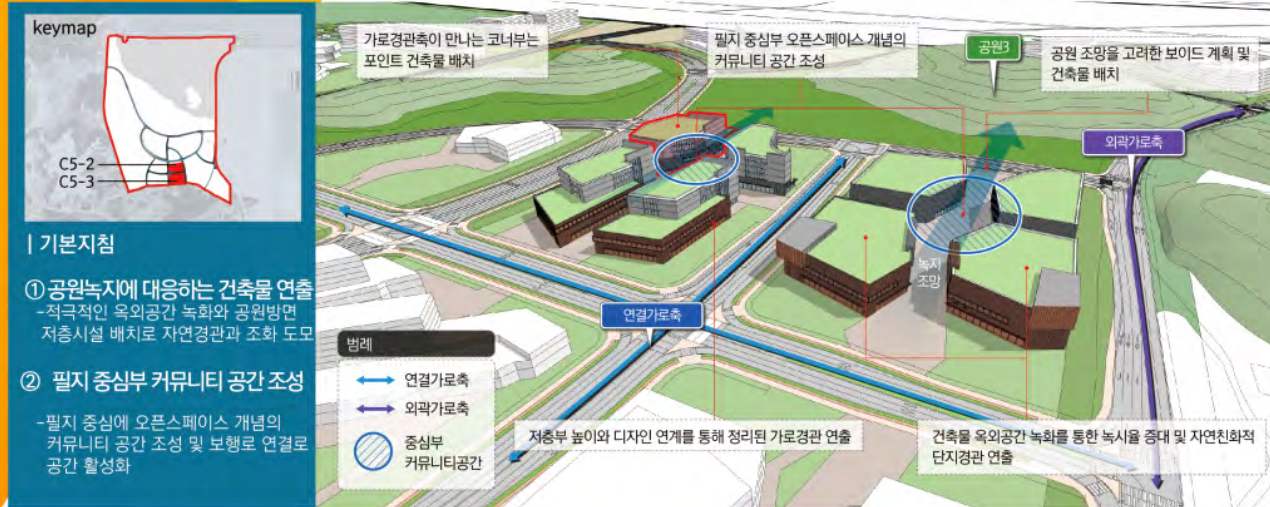 keymap
C5-2
C5-3
| 기본지침
① 공원녹지에 대응하는 건축물 연출
-적극적인 옥외공간 녹화와 공원방면
저층시설 배치로 자연경관과 조화 도모
② 필지 중심부 커뮤니티 공간 조성
-필지 중심에 오픈스페이스 개념의
커뮤니티 공간 조성 및 보행로 연결로
공간 활성화
가로경관축이 만나는 코너부는
포인트 건축물 배치
필지 중심부 오픈스페이스 개념의
커뮤니티 공간 조성
공원3
공원 조망을 고려한 보이드 계획 및
건축물 배치
외곽가로축
녹지
조망
연결가로축
범례
연결가로축
외곽가로축
중심부
커뮤니티공간
저층부 높이와 디자인 연계를 통해 정리된 가로경관 연출
건축물 옥외공간 녹화를 통한 녹시율 증대 및 자연친화적
단지경관 연출